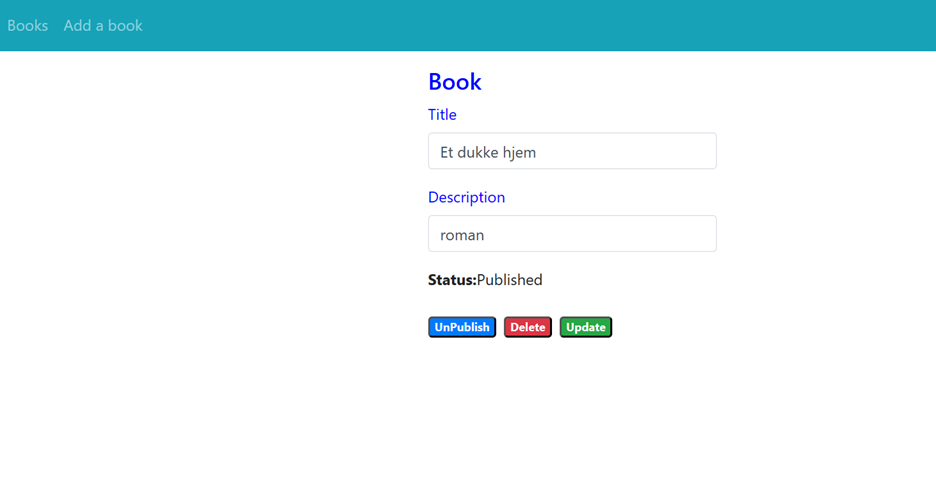 Books Add a book
Book
Title
Et dukke hjem
Description
roman
Status:Published
UnPublish Delete Update